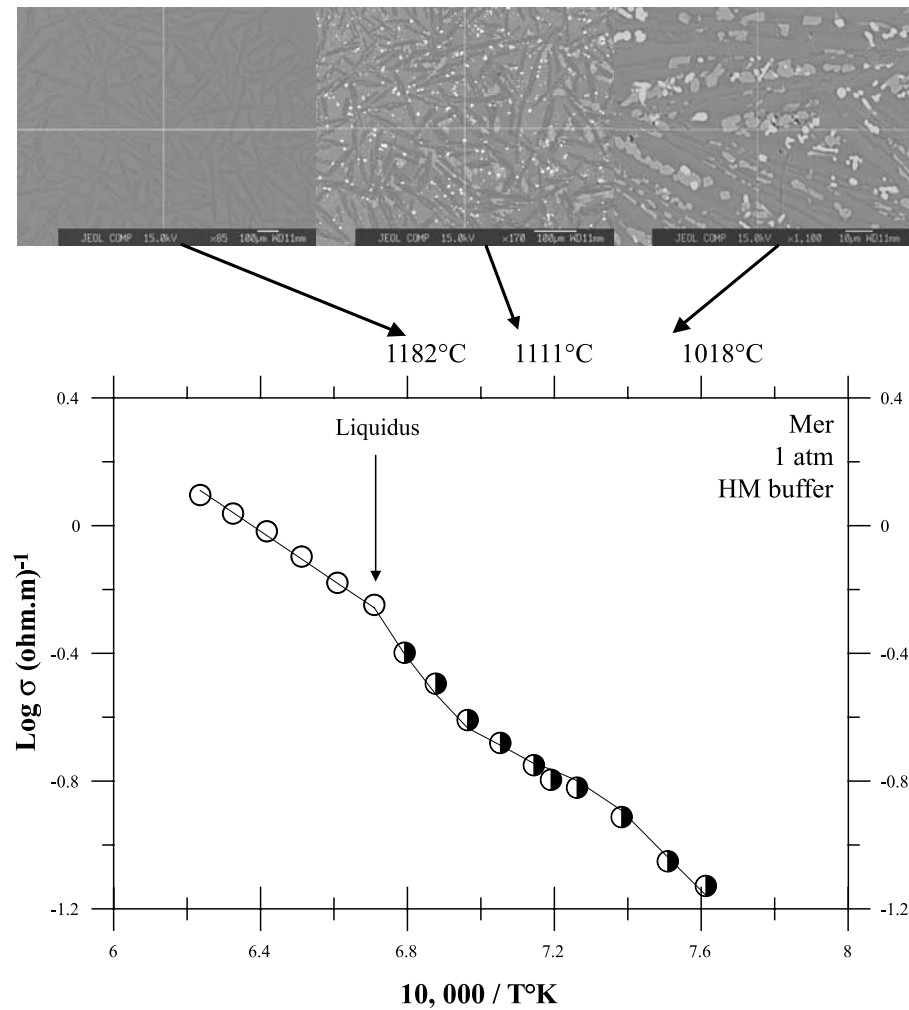 JEOL COMP 15.0kV x85 100µm WD11mm
JEOL COMP 15.0kV x170 100µm WD11mm
JEOL COMP 15.0kV x1,100 10µm WD11mm
1182°C 1111°C 1018°C
0.4 0.4
Liquidus
Mer
1 atm
HM buffer
0 0
-0.4 -0.4
-0.8 -0.8
-1.2 -1.2
Log σ (ohm.m)-1
6 6.4 6.8 7.2 7.6 8
10, 000 / T°K